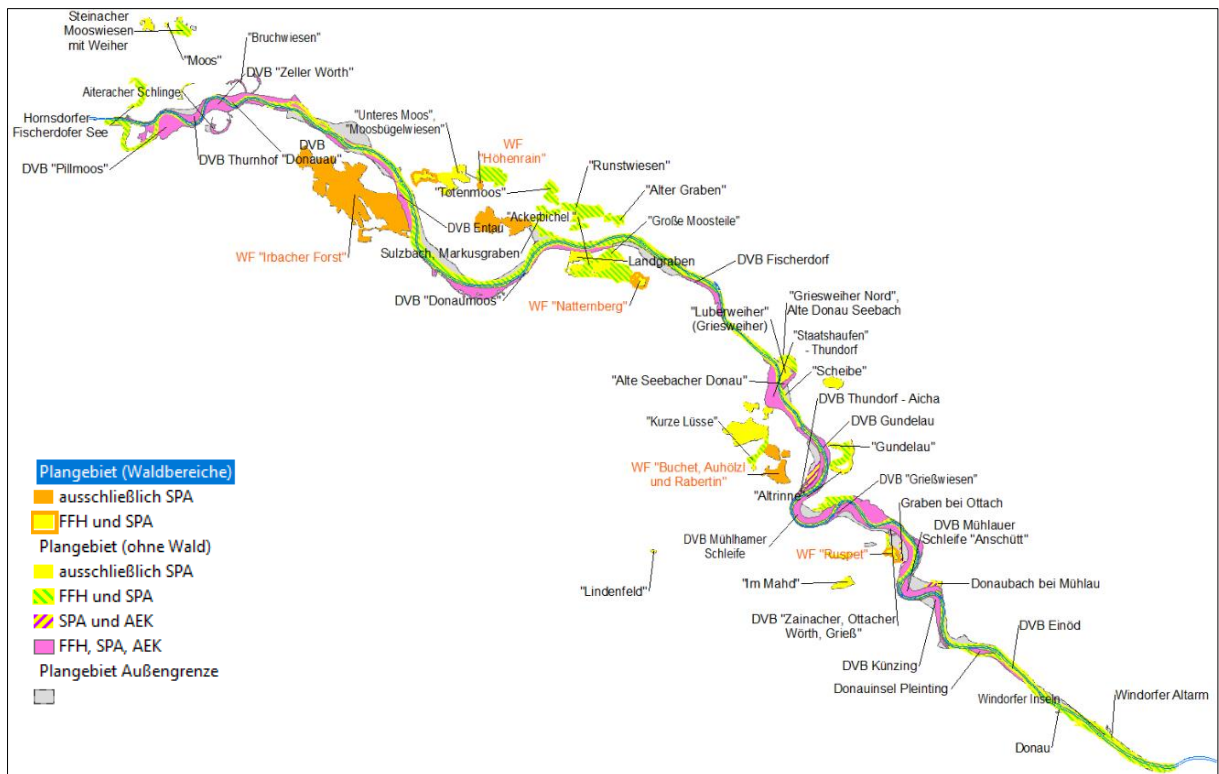 Steinacher
Mooswiesen
mit Weiher
"Moos"
"Bruchwiesen"
DVB "Zeller Wörth"
Aiteracher Schlinge
Hornsdorfer
Fischerdofer See
DVB "Pillmoos"
DVB Thurnhof
DVB
"Donauau"
"Unteres Moos",
"Moosbügelwiesen"
WF
"Höhenrain"
"Totenmoos"
"Runstwiesen"
"Alter Graben"
"Ackerbichel"
"Große Moosteile"
DVB Entau
Sulzbach, Markusgraben
Landgraben
WF "Irbacher Forst"
DVB "Donaumoos"
WF "Natternberg"
DVB Fischerdorf
"Griesweiher Nord",
Alte Donau Seebach
"Luberweiher"
(Griesweiher)
"Staatshaufen"
- Thundorf
"Scheibe"
"Alte Seebacher Donau"
DVB Thundorf - Aicha
"Kurze Lüsse"
DVB Gundelau
"Gundelau"
WF "Buchet, Auhölzl
und Rabertin"
"Altrinne"
DVB "Grießwiesen"
Graben bei Ottach
DVB Mühlauer
Schleife "Anschütt"
DVB Mühlhamer
Schleife
WF "Ruspet"
"Lindenfeld"
"Im Mahd"
Donaubach bei Mühlau
DVB "Zainacher, Ottacher
Wörth, Grieß"
DVB Einöd
DVB Künzing
Donauinsel Pleinting
Windorfer Inseln
Windorfer Altarm
Donau
Plangebiet (Waldbereiche)
ausschließlich SPA
FFH und SPA
Plangebiet (ohne Wald)
ausschließlich SPA
FFH und SPA
SPA und AEK
FFH, SPA, AEK
Plangebiet Außengrenze